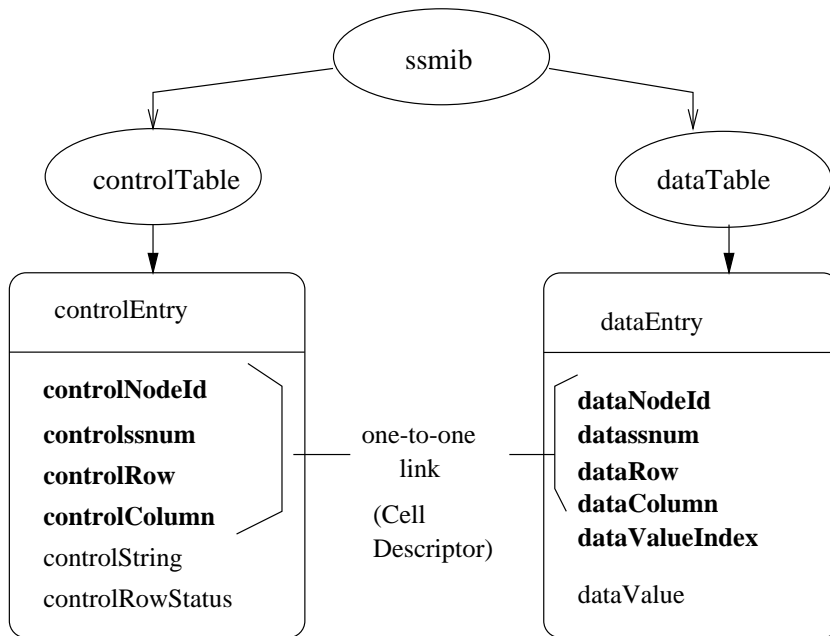 ssmib
controlTable
dataTable
controlEntry
controlNodeId
controlssnum
controlRow
controlColumn
controlString
controlRowStatus
one-to-one
link
(Cell
Descriptor)
dataEntry
dataNodeId
datassnum
dataRow
dataColumn
dataValueIndex
dataValue